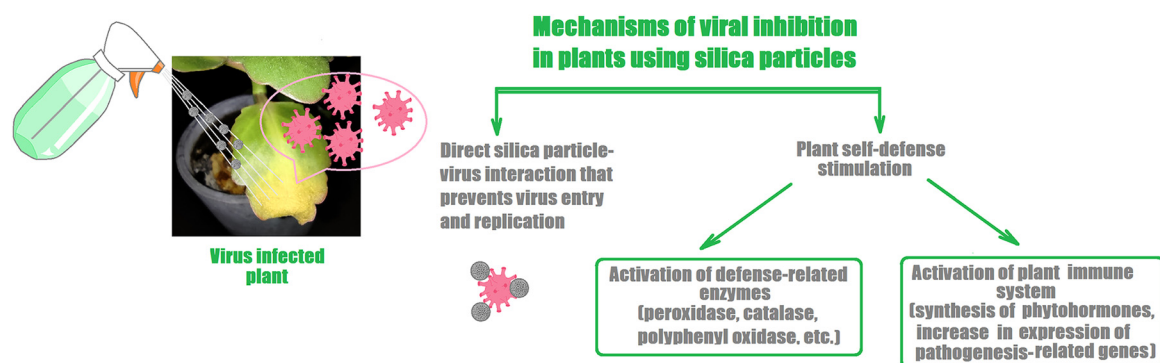 Mechanisms of viral inhibition
in plants using silica particles
Direct silica particle-
virus interaction that
prevents virus entry
and replication
Plant self-defense
stimulation
Virus infected
plant
Activation of defense-related
enzymes
(peroxidase, catalase,
polyphenyl oxidase, etc.)
Activation of plant immune
system
(synthesis of phytohormones,
increase in expression of
pathogenesis-related genes)